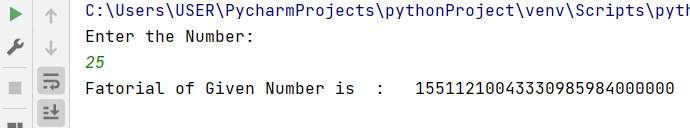 C:\Users\USER\PycharmProjects\pythonProject\venv\Scripts\pyth
Enter the Number:
25
Fatorial of Given Number is  :   15511210043330985984000000